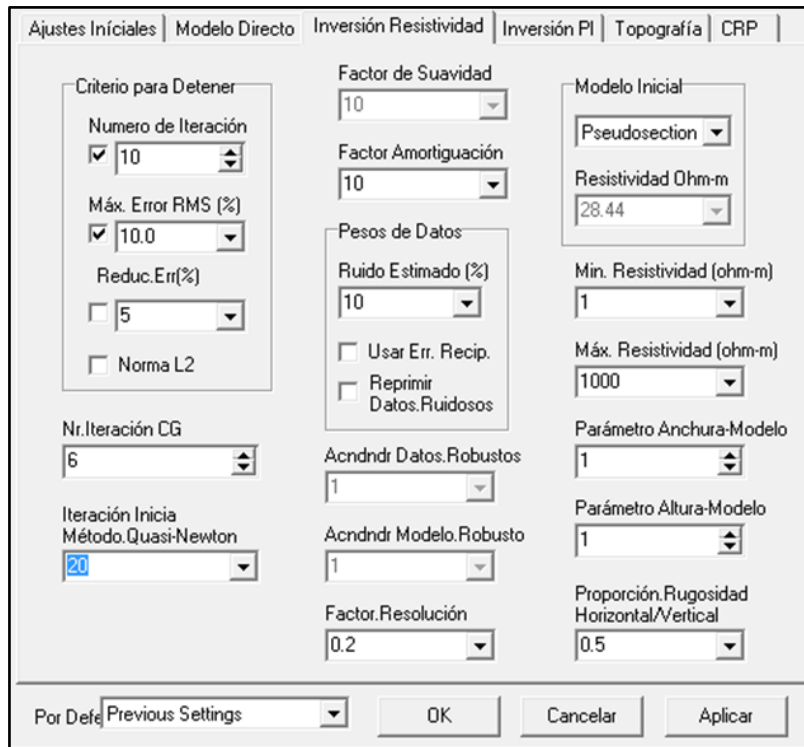 Ajustes Iníciales
Modelo Directo
Inversión Resistividad
Inversión PI
Topografía
CRP
Criterio para Detener
Numero de Iteración
10
Máx. Error RMS (%)
10.0
Reduc.Err(%)
5
Norma L2
Nr.Iteración CG
6
Iteración Inicia
Método.Quasi-Newton
20
Factor de Suavidad
10
Factor Amortiguación
10
Pesos de Datos
Ruido Estimado (%)
10
Usar Err. Recip.
Reprimir
Datos.Ruidosos
Acndndr Datos.Robustos
1
Acndndr Modelo.Robusto
1
Factor.Resolución
0.2
Modelo Inicial
Pseudosection
Resistividad Ohm-m
28.44
Min. Resistividad (ohm-m)
1
Máx. Resistividad (ohm-m)
1000
Parámetro Anchura-Modelo
1
Parámetro Altura-Modelo
1
Proporción.Rugosidad
Horizontal/Vertical
0.5
Por Defe
Previous Settings
OK
Cancelar
Aplicar